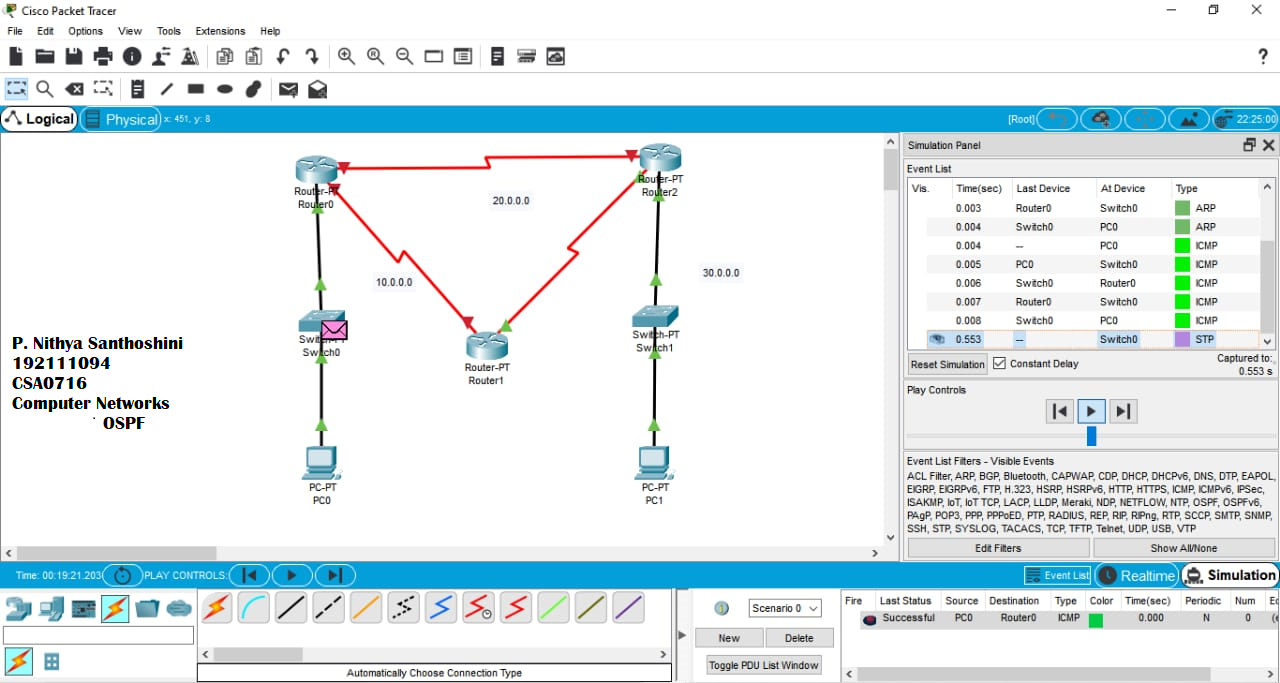 Cisco Packet Tracer
File Edit Options View Tools Extensions Help
?
Logical Physical x: 451, y: 8 [Root] 22:25:00
Router-PT
Router0
Router-PT
Router2
20.0.0.0
10.0.0.0
30.0.0.0
Switch-PT
Switch0
Switch-PT
Switch1
Router-PT
Router1
P. Nithya Santhoshini
192111094
CSA0716
Computer Networks
OSPF
PC-PT
PC0
PC-PT
PC1
Simulation Panel
Event List
Vis. Time(sec) Last Device At Device Type
0.003 Router0 Switch0 ARP
0.004 Switch0 PC0 ARP
0.004 -- PC0 ICMP
0.005 PC0 Switch0 ICMP
0.006 Switch0 Router0 ICMP
0.007 Router0 Switch0 ICMP
0.008 Switch0 PC0 ICMP
0.553 -- Switch0 STP
Reset Simulation Constant Delay Captured to:
0.553 s
Play Controls
Event List Filters - Visible Events
ACL Filter, ARP, BGP, Bluetooth, CAPWAP, CDP, DHCP, DHCPv6, DNS, DTP, EAPOL,
EIGRP, EIGRPv6, FTP, H.323, HSRP, HSRPv6, HTTP, HTTPS, ICMP, ICMPv6, IPSec,
ISAKMP, IoT, IoT TCP, LACP, LLDP, Meraki, NDP, NETFLOW, NTP, OSPF, OSPFv6,
PAgP, POP3, PPP, PPPoED, PTP, RADIUS, REP, RIP, RIPng, RTP, SCCP, SMTP, SNMP,
SSH, STP, SYSLOG, TACACS, TCP, TFTP, Telnet, UDP, USB, VTP
Edit Filters Show All/None
Time: 00:19:21.203 PLAY CONTROLS: Event List Realtime Simulation
Scenario 0
New Delete
Toggle PDU List Window
Fire Last Status Source Destination Type Color Time(sec) Periodic Num
Successful PC0 Router0 ICMP 0.000 N 0
Automatically Choose Connection Type